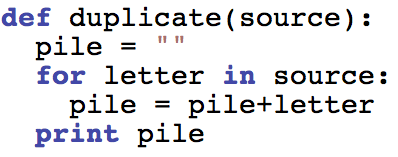 def duplicate(source):
  pile = ""
  for letter in source:
    pile = pile+letter
  print pile